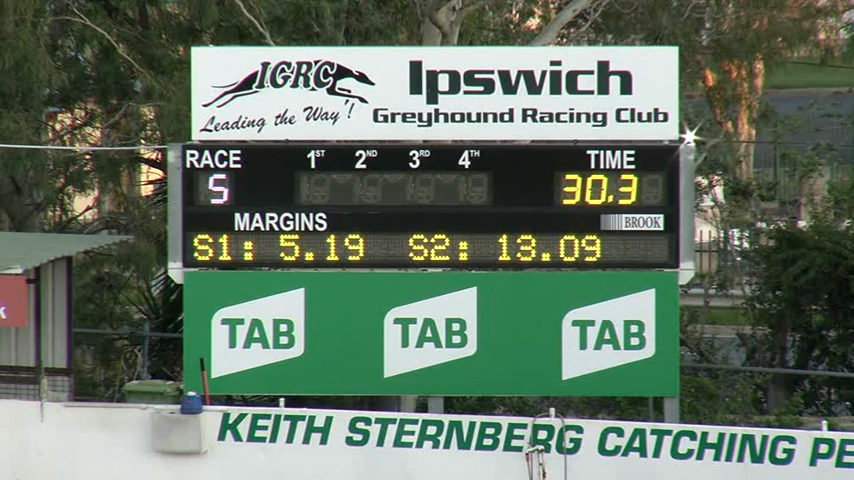 IGRC
Leading the Way'!
Ipswich
Greyhound Racing Club
RACE 1ST 2ND 3RD 4TH TIME
5 30.3
MARGINS BROOK
S1: 5.19 S2: 13.09
TAB TAB TAB
KEITH STERNBERG CATCHING PE